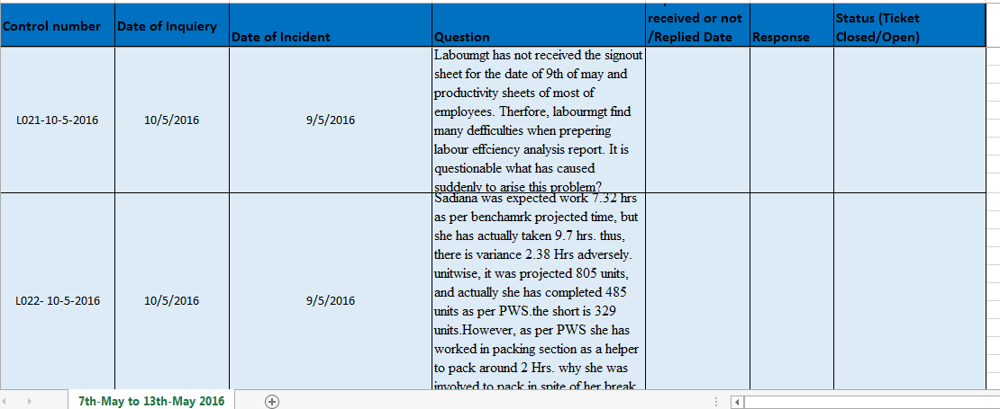 Control number
Date of Inquiery
Date of Incident
Question
received or not
/Replied Date
Response
Status (Ticket
Closed/Open)
L021-10-5-2016
10/5/2016
9/5/2016
Laboumgt has not received the signout
sheet for the date of 9th of may and
productivity sheets of most of
employees. Therfore, labourmgt find
many defficulties when prepering
labour effciency analysis report. It is
questionable what has caused
suddenly to arise this problem?
L022- 10-5-2016
10/5/2016
9/5/2016
Sadiana was expected work 7.32 hrs
as per benchamrk projected time, but
she has actually taken 9.7 hrs. thus,
there is variance 2.38 Hrs adversely.
unitwise, it was projected 805 units,
and actually she has completed 485
units as per PWS.the short is 329
units.However, as per PWS she has
worked in packing section as a helper
to pack around 2 Hrs. why she was
involved to pack in spite of her break
7th-May to 13th-May 2016